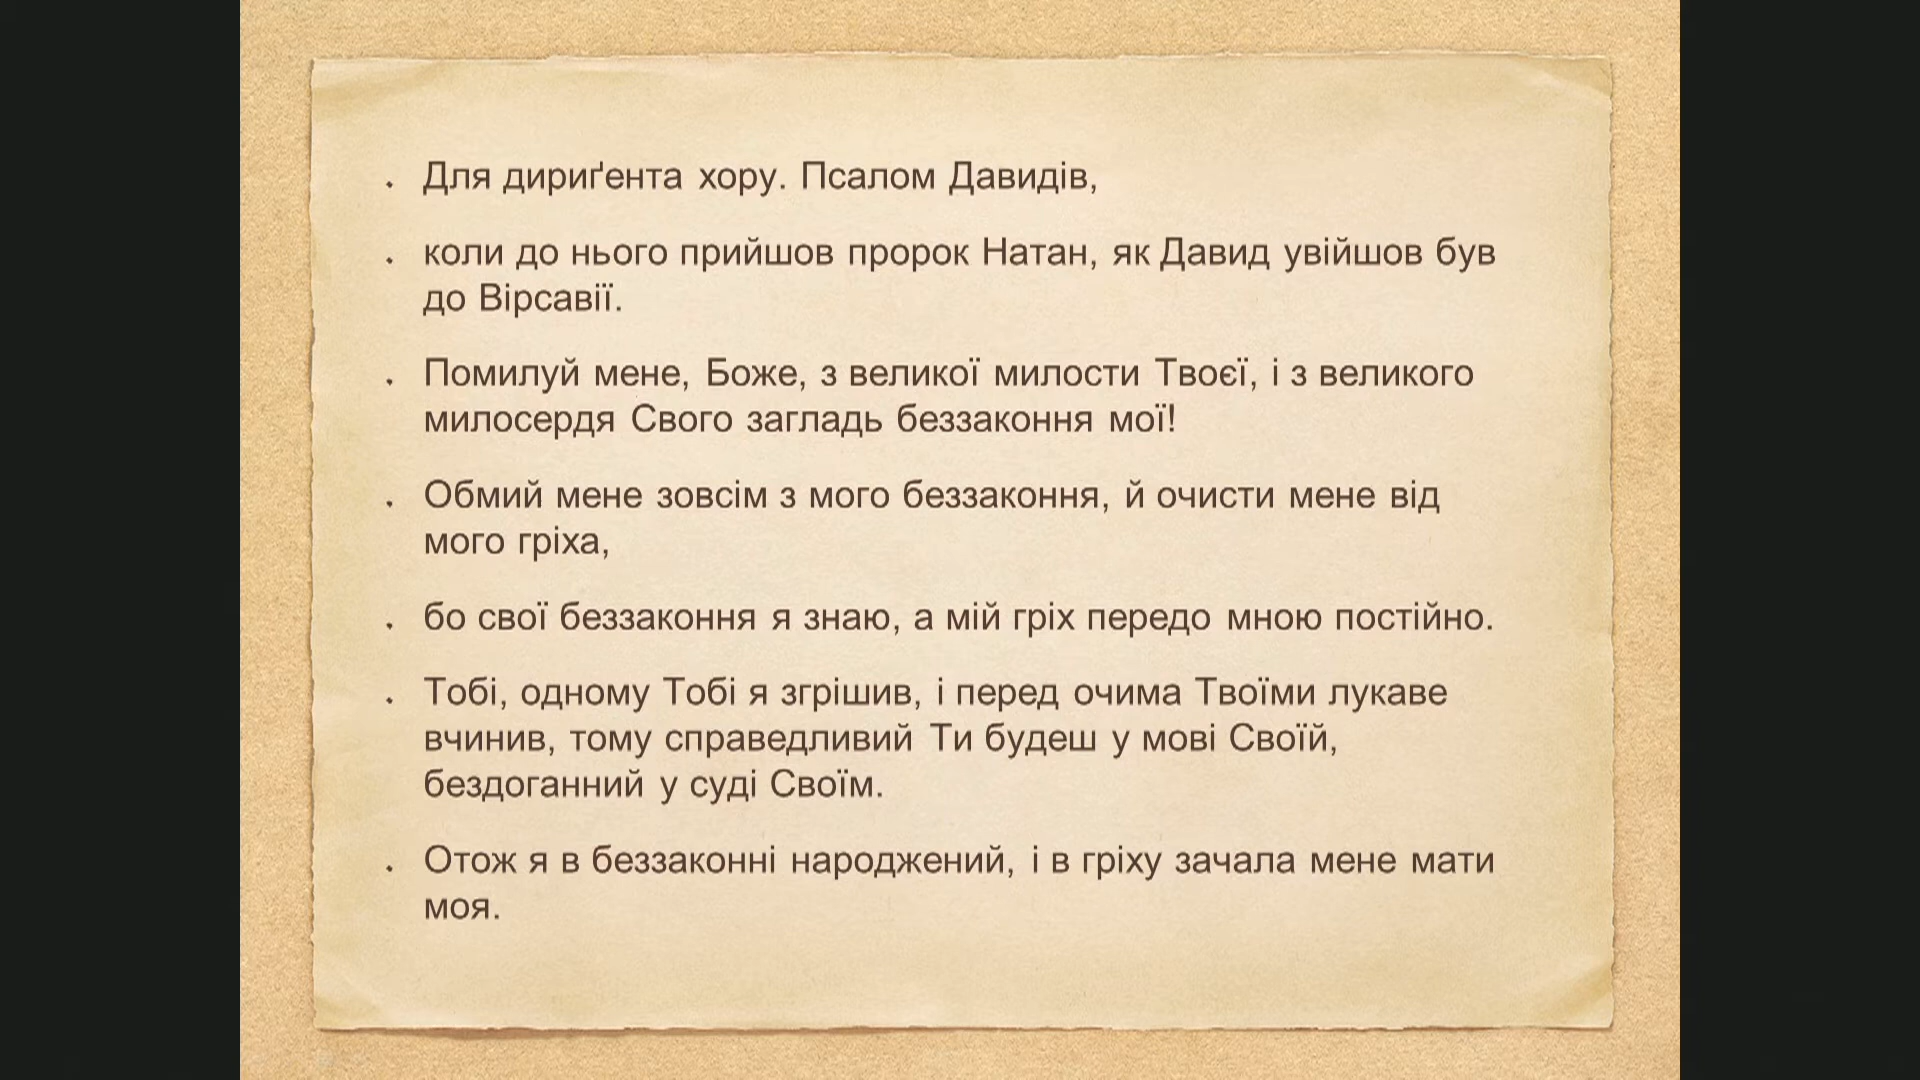 Для дириґента хору. Псалом Давидів,
коли до нього прийшов пророк Натан, як Давид увійшов був
до Вірсавії.
Помилуй мене, Боже, з великої милости Твоєї, і з великого
милосердя Свого загладь беззаконня мої!
Обмий мене зовсім з мого беззаконня, й очисти мене від
мого гріха,
бо свої беззаконня я знаю, а мій гріх передо мною постійно.
Тобі, одному Тобі я згрішив, і перед очима Твоїми лукаве
вчинив, тому справедливий Ти будеш у мові Своїй,
бездоганний у суді Своїм.
Отож я в беззаконні народжений, і в гріху зачала мене мати
моя.